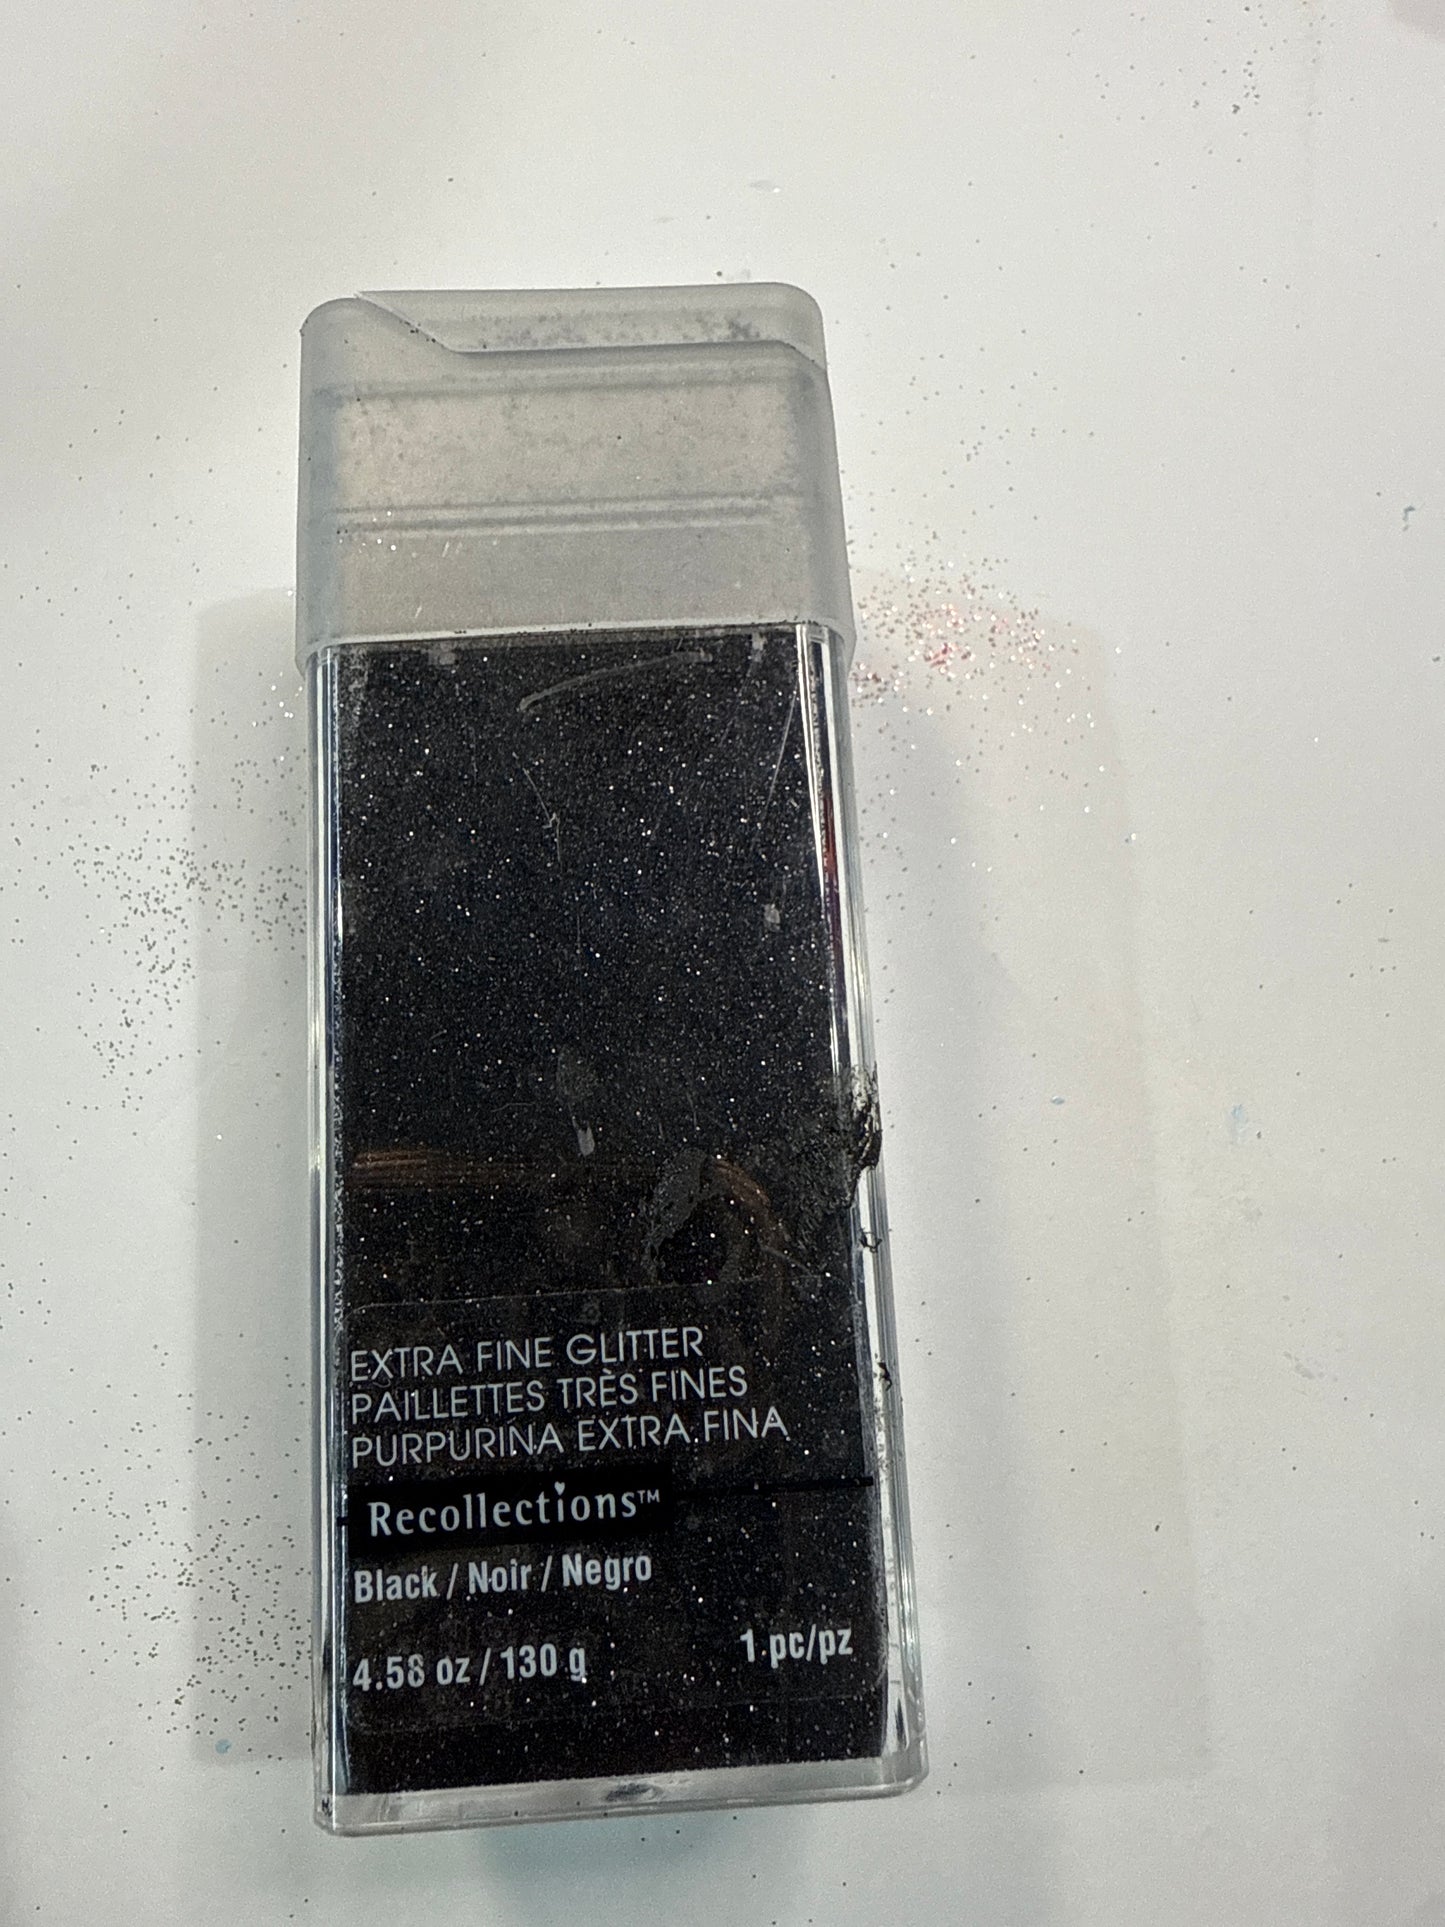 EXTRA FINE GLITTER
PAILLETTES TRÈS FINES
PURPURINA EXTRA FINA
Recollections™
Black / Noir / Negro
4.58 oz / 130 g
1 pc/pz